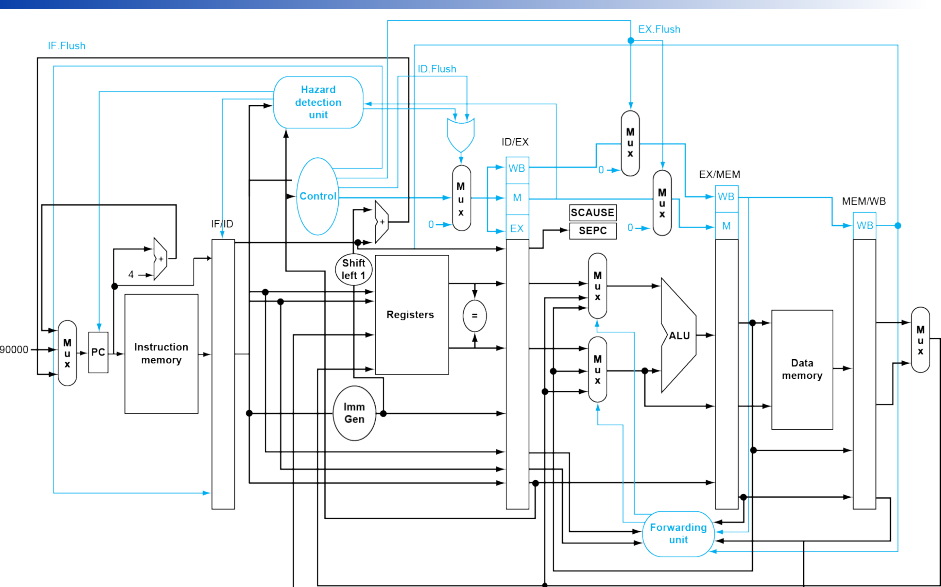 IF.Flush
EX.Flush
ID.Flush
Hazard
detection
unit
Control
Mux
0
ID/EX
WB
M
EX
Mux
0
Mux
0
EX/MEM
WB
M
MEM/WB
WB
SCAUSE
SEPC
IF/ID
+
4
+
Shift
left 1
90000
Mux
PC
Instruction
memory
Registers
=
Imm
Gen
Mux
Mux
ALU
Data
memory
Mux
Forwarding
unit